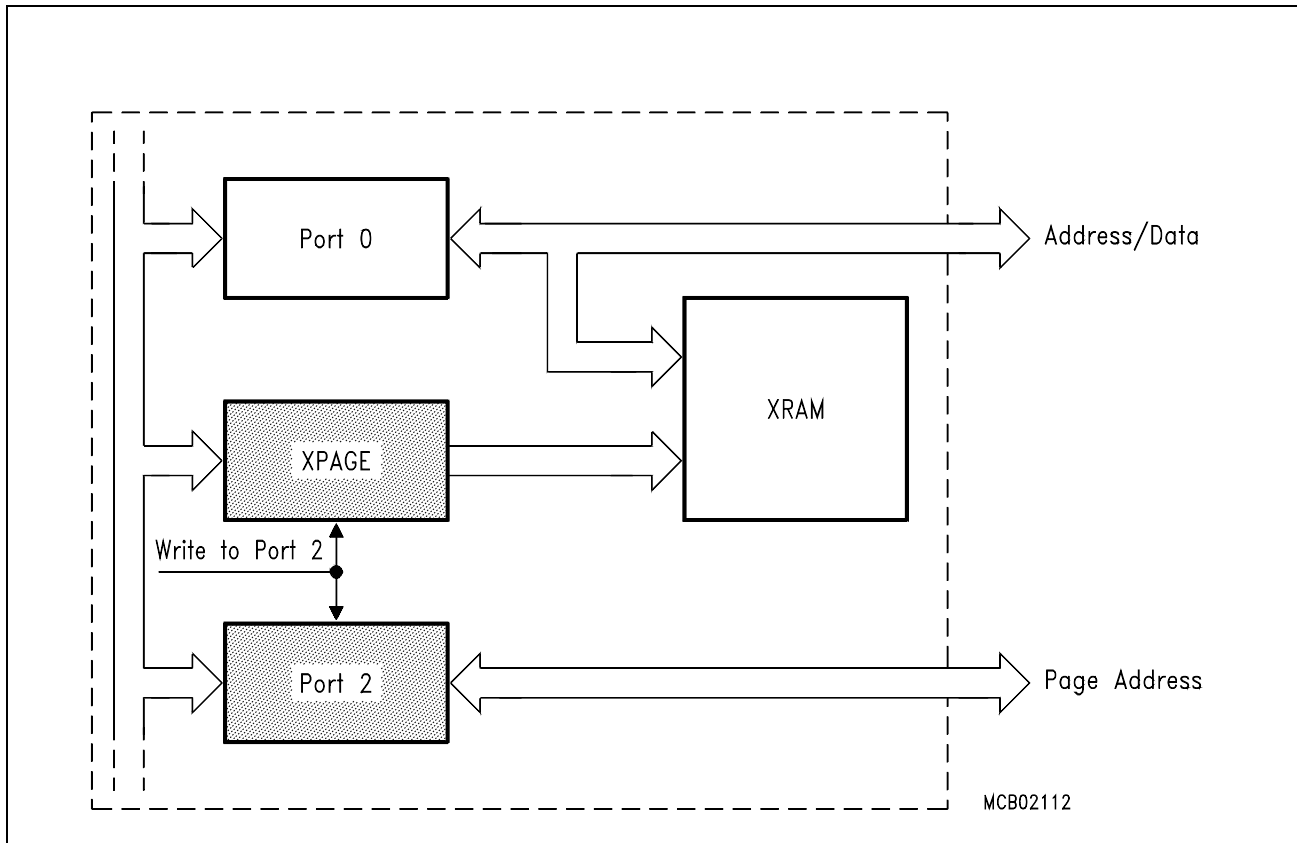 Port 0
Address/Data
XRAM
XPAGE
Write to Port 2
Port 2
Page Address
MCB02112